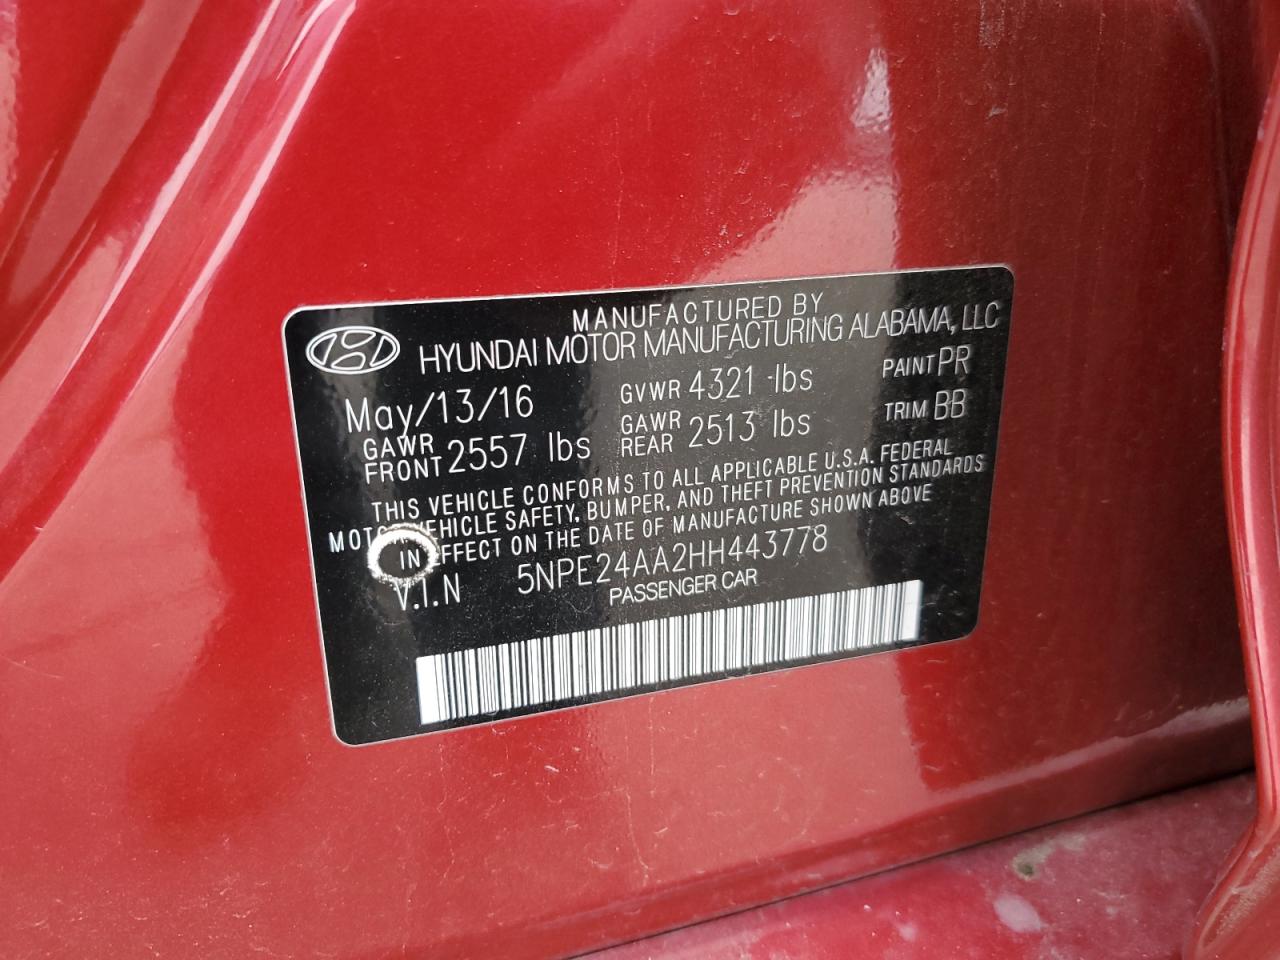 MANUFACTURED BY
HYUNDAI MOTOR MANUFACTURING ALABAMA, LLC
May/13/16 GVWR 4321 lbs PAINT PR
GAWR FRONT 2557 lbs GAWR REAR 2513 lbs TRIM BB
THIS VEHICLE CONFORMS TO ALL APPLICABLE U.S.A. FEDERAL
MOTOR VEHICLE SAFETY, BUMPER, AND THEFT PREVENTION STANDARDS
IN EFFECT ON THE DATE OF MANUFACTURE SHOWN ABOVE
V.I.N 5NPE24AA2HH443778
PASSENGER CAR